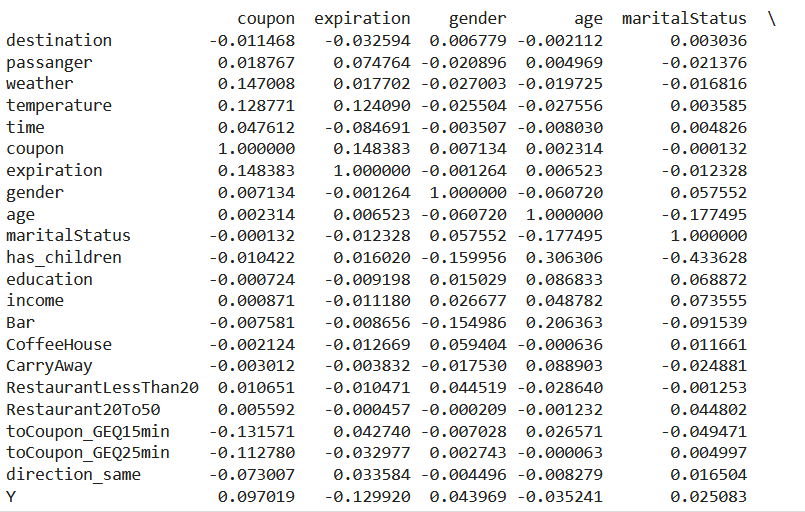 coupon expiration gender age maritalStatus \
destination -0.011468 -0.032594 0.006779 -0.002112 0.003036
passanger 0.018767 0.074764 -0.020896 0.004969 -0.021376
weather 0.147008 0.017702 -0.027003 -0.019725 -0.016816
temperature 0.128771 0.124090 -0.025504 -0.027556 0.003585
time 0.047612 -0.084691 -0.003507 -0.008030 0.004826
coupon 1.000000 0.148383 0.007134 0.002314 -0.000132
expiration 0.148383 1.000000 -0.001264 0.006523 -0.012328
gender 0.007134 -0.001264 1.000000 -0.060720 0.057552
age 0.002314 0.006523 -0.060720 1.000000 -0.177495
maritalStatus -0.000132 -0.012328 0.057552 -0.177495 1.000000
has_children -0.010422 0.016020 -0.159956 0.306306 -0.433628
education -0.000724 -0.009198 0.015029 0.086833 0.068872
income 0.000871 -0.011180 0.026677 0.048782 0.073555
Bar -0.007581 -0.008656 -0.154986 0.206363 -0.091539
CoffeeHouse -0.002124 -0.012669 0.059404 -0.000636 0.011661
CarryAway -0.003012 -0.003832 -0.017530 0.088903 -0.024881
RestaurantLessThan20 0.010651 -0.010471 0.044519 -0.028640 -0.001253
Restaurant20To50 0.005592 -0.000457 -0.000209 -0.001232 0.044802
toCoupon_GEQ15min -0.131571 0.042740 -0.007028 0.026571 -0.049471
toCoupon_GEQ25min -0.112780 -0.032977 0.002743 -0.000063 0.004997
direction_same -0.073007 0.033584 -0.004496 -0.008279 0.016504
Y 0.097019 -0.129920 0.043969 -0.035241 0.025083